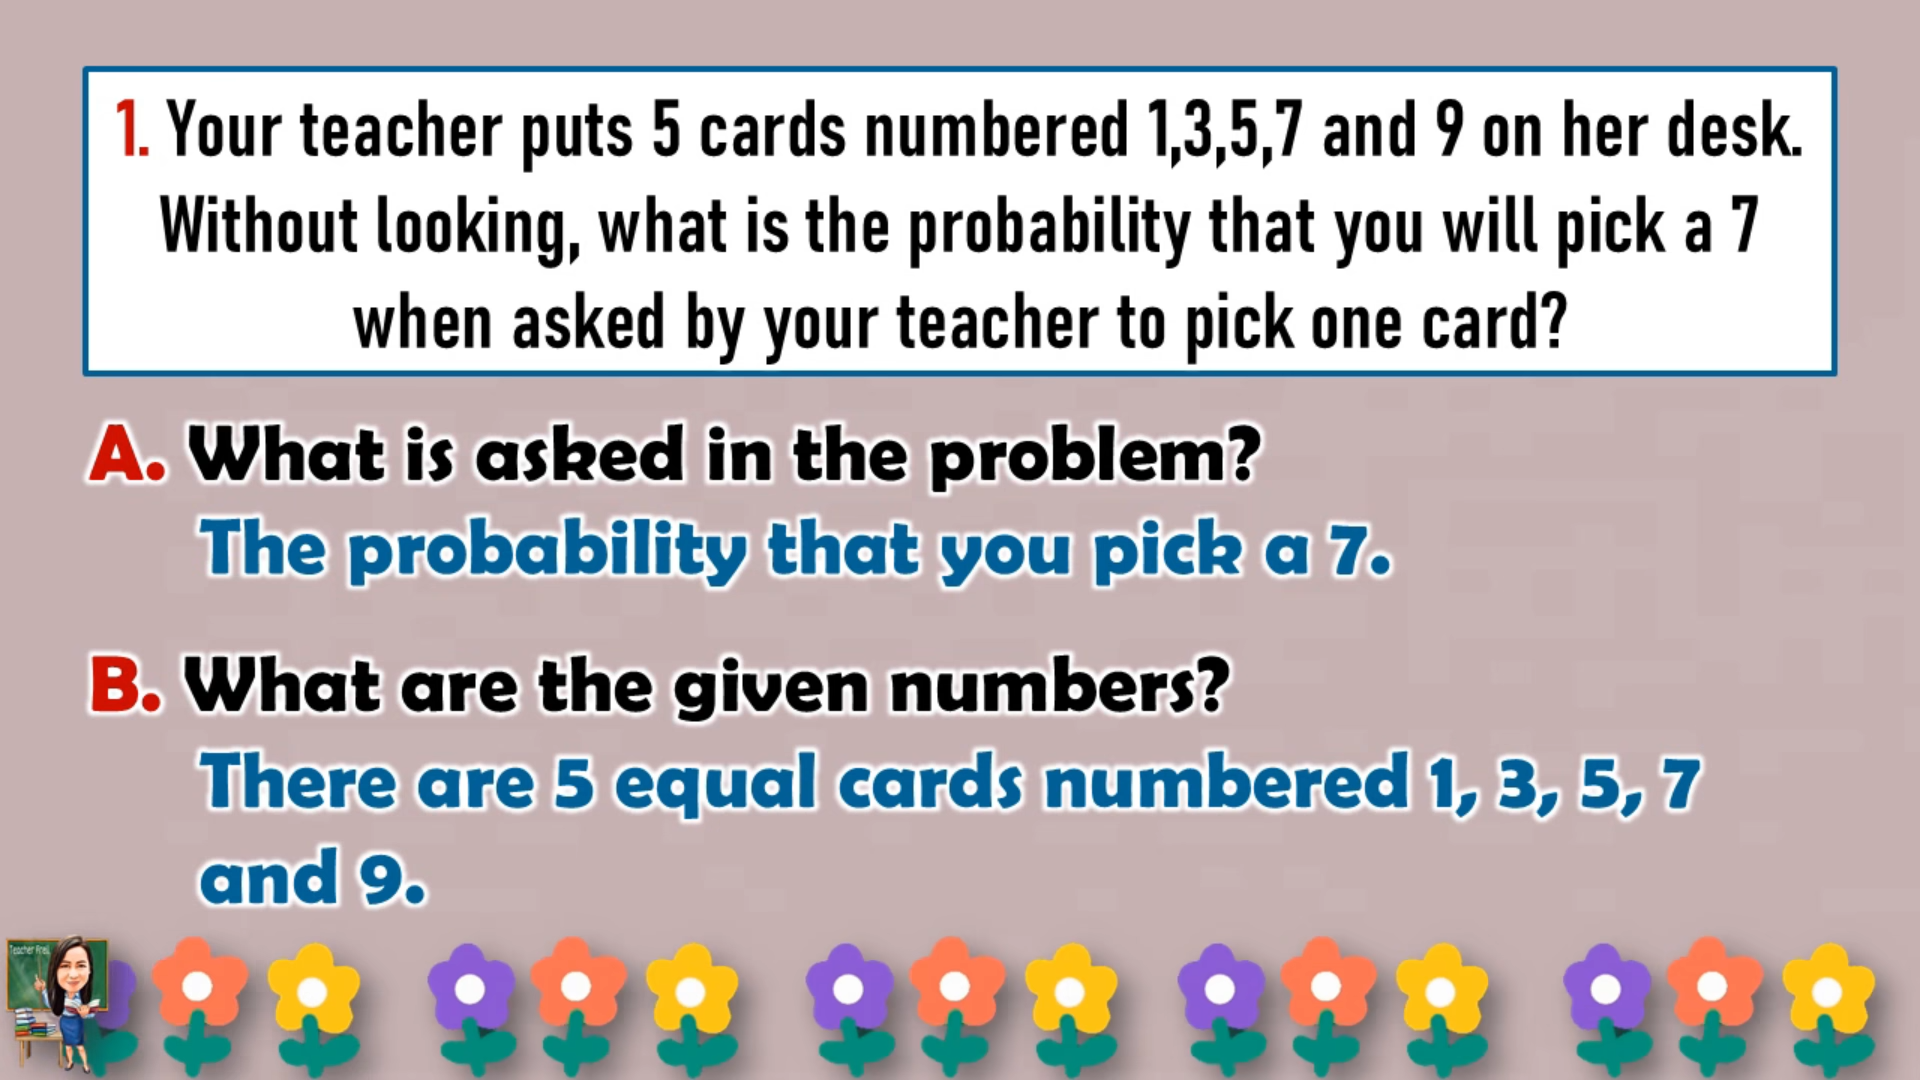 1. Your teacher puts 5 cards numbered 1,3,5,7 and 9 on her desk.
Without looking, what is the probability that you will pick a 7
when asked by your teacher to pick one card?
A. What is asked in the problem?
The probability that you pick a 7.
B. What are the given numbers?
There are 5 equal cards numbered 1, 3, 5, 7
and 9.